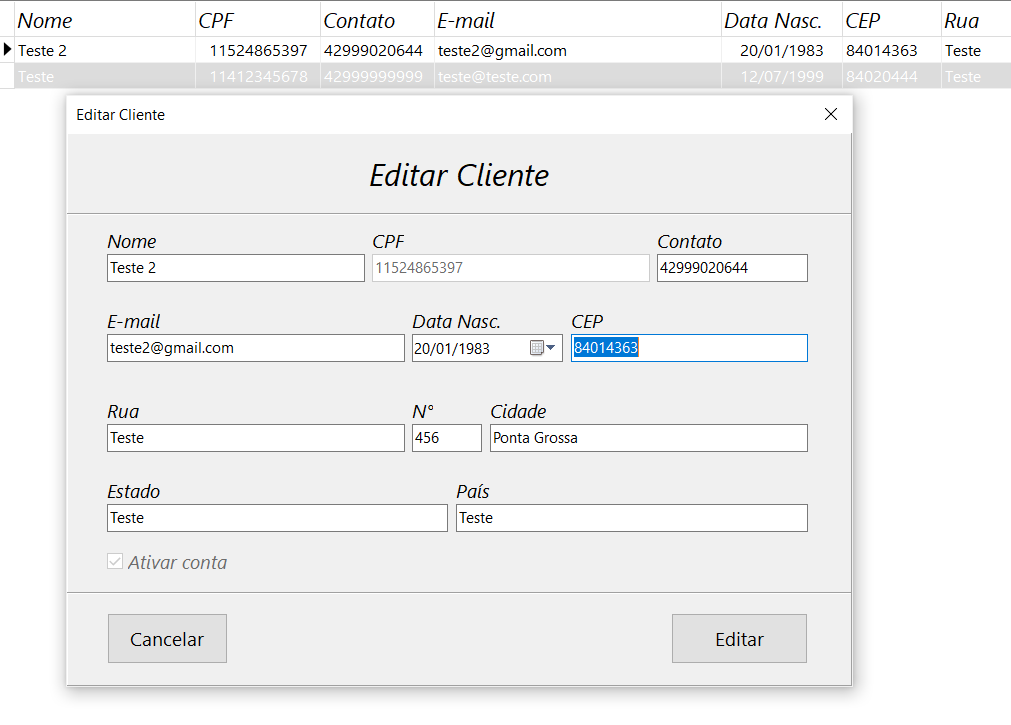 Nome CPF Contato E-mail Data Nasc. CEP Rua
Teste 2 11524865397 42999020644 teste2@gmail.com 20/01/1983 84014363 Teste
Teste 11412345678 42999999999 teste@teste.com 12/07/1999 84020444 Teste
Editar Cliente
Editar Cliente
Nome CPF Contato
Teste 2 11524865397 42999020644
E-mail Data Nasc. CEP
teste2@gmail.com 20/01/1983 84014363
Rua N° Cidade
Teste 456 Ponta Grossa
Estado País
Teste Teste
Ativar conta
Cancelar Editar